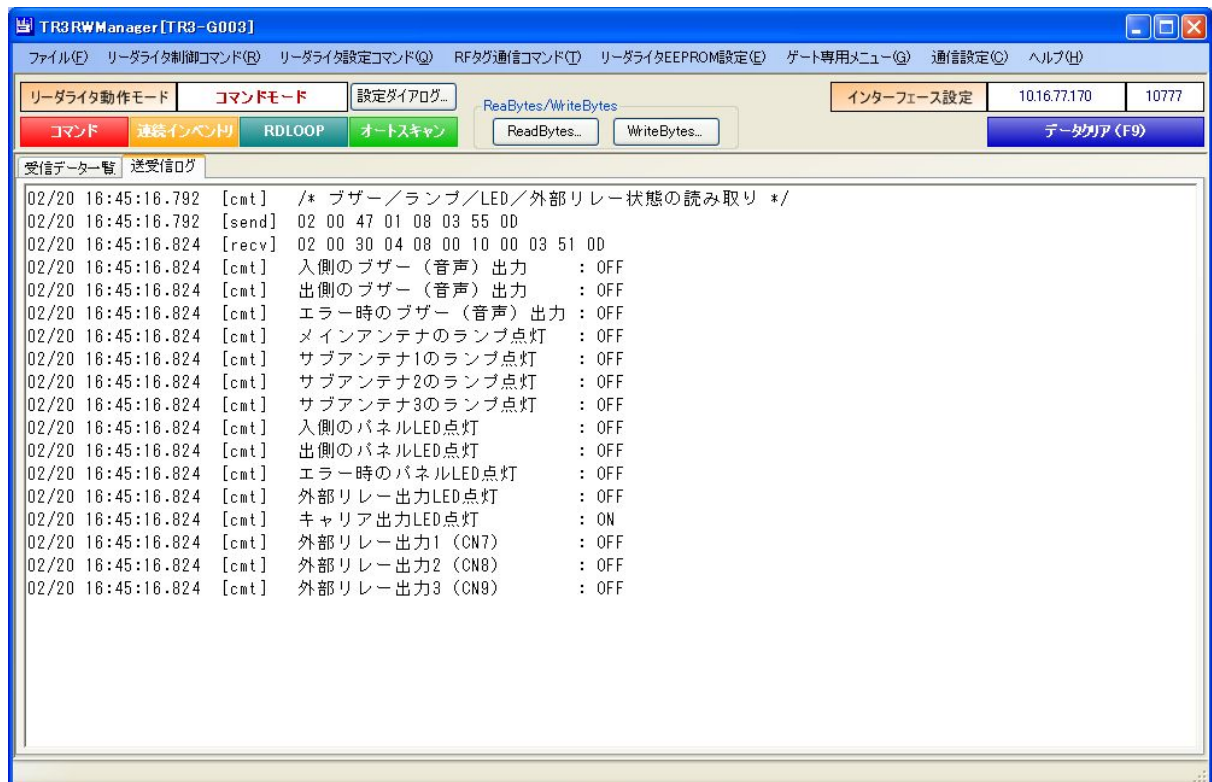 TR3RWManager[TR3-G003]
ファイル(F) リーダライタ制御コマンド(R) リーダライタ設定コマンド(Q) RFタグ通信コマンド(T) リーダライタEEPROM設定(E) ゲート専用メニュー(G) 通信設定(C) ヘルプ(H)
リーダライタ動作モード コマンドモード 設定ダイアログ... ReaBytes/WriteBytes インターフェース設定 10.16.77.170 10777
コマンド 連続インベントリ RDLOOP オートスキャン ReadBytes... WriteBytes... データクリア(F9)
受信データ一覧 送受信ログ
02/20 16:45:16.792 [cmt] /* ブザー/ランプ/LED/外部リレー状態の読み取り */
02/20 16:45:16.792 [send] 02 00 47 01 08 03 55 0D
02/20 16:45:16.824 [recv] 02 00 30 04 08 00 10 00 03 51 0D
02/20 16:45:16.824 [cmt] 入側のブザー(音声)出力 : OFF
02/20 16:45:16.824 [cmt] 出側のブザー(音声)出力 : OFF
02/20 16:45:16.824 [cmt] エラー時のブザー(音声)出力 : OFF
02/20 16:45:16.824 [cmt] メインアンテナのランプ点灯 : OFF
02/20 16:45:16.824 [cmt] サブアンテナ1のランプ点灯 : OFF
02/20 16:45:16.824 [cmt] サブアンテナ2のランプ点灯 : OFF
02/20 16:45:16.824 [cmt] サブアンテナ3のランプ点灯 : OFF
02/20 16:45:16.824 [cmt] 入側のパネルLED点灯 : OFF
02/20 16:45:16.824 [cmt] 出側のパネルLED点灯 : OFF
02/20 16:45:16.824 [cmt] エラー時のパネルLED点灯 : OFF
02/20 16:45:16.824 [cmt] 外部リレー出力LED点灯 : OFF
02/20 16:45:16.824 [cmt] キャリア出力LED点灯 : ON
02/20 16:45:16.824 [cmt] 外部リレー出力1(CN7) : OFF
02/20 16:45:16.824 [cmt] 外部リレー出力2(CN8) : OFF
02/20 16:45:16.824 [cmt] 外部リレー出力3(CN9) : OFF